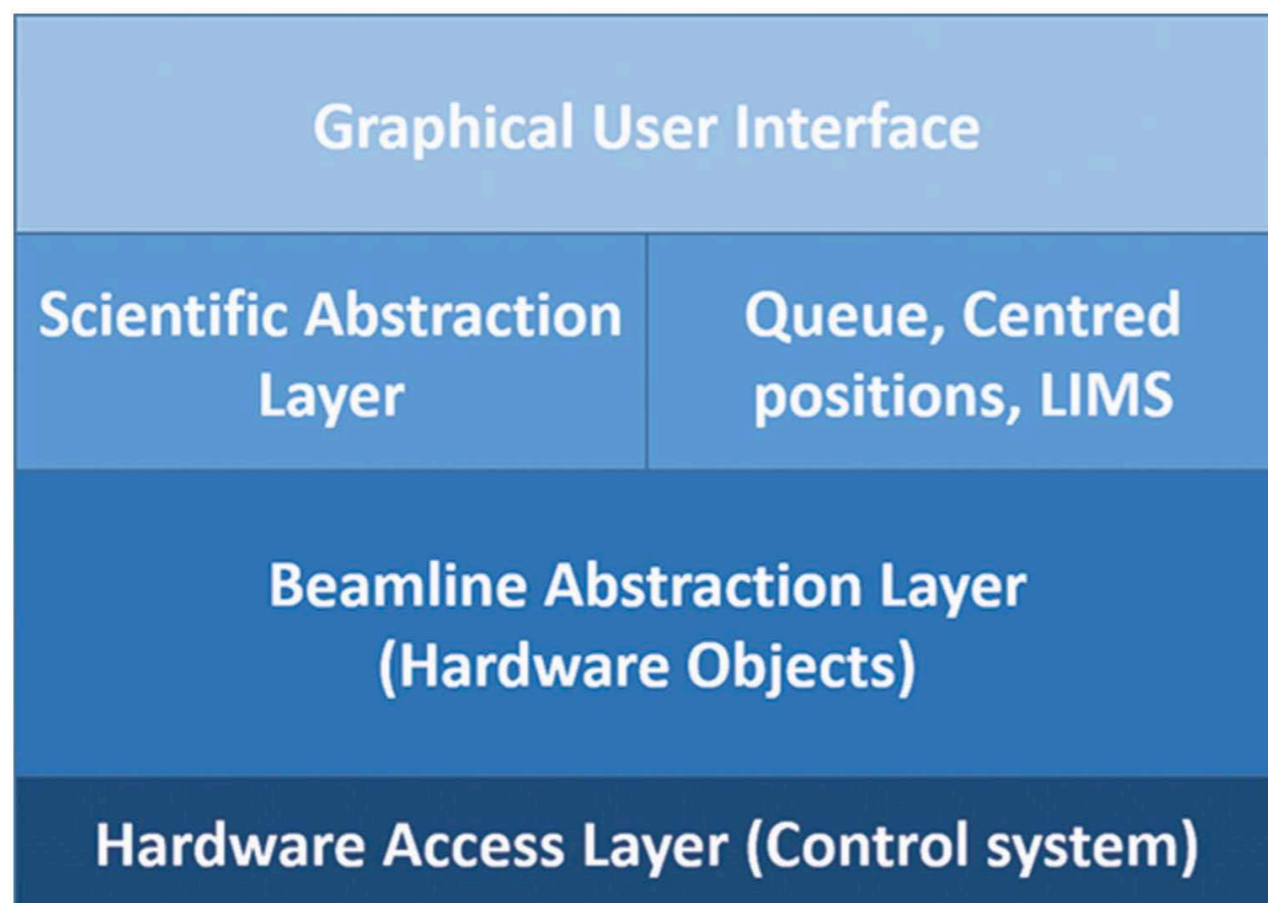 Graphical User Interface
Scientific Abstraction
Layer
Queue, Centred
positions, LIMS
Beamline Abstraction Layer
(Hardware Objects)
Hardware Access Layer (Control system)